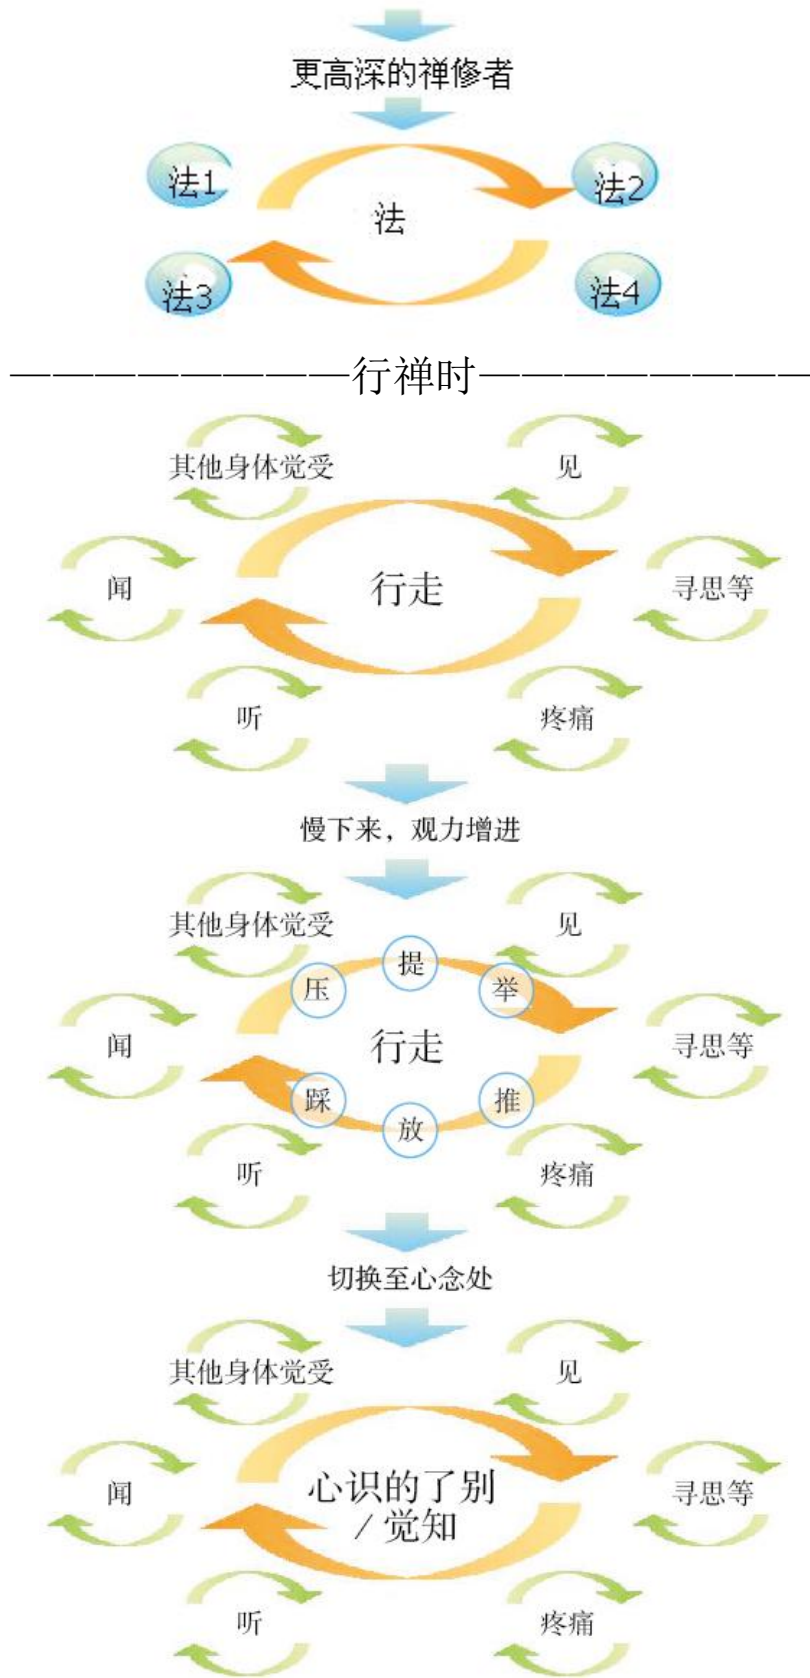 更高深的禅修者
法1
法2
法
法3
法4
————————行禅时————————
其他身体觉受
见
闻
行走
寻思等
听
疼痛
慢下来，观力增进
其他身体觉受
见
压
提
举
闻
行走
寻思等
踩
放
推
听
疼痛
切换至心念处
其他身体觉受
见
闻
心识的了别
/ 觉知
寻思等
听
疼痛